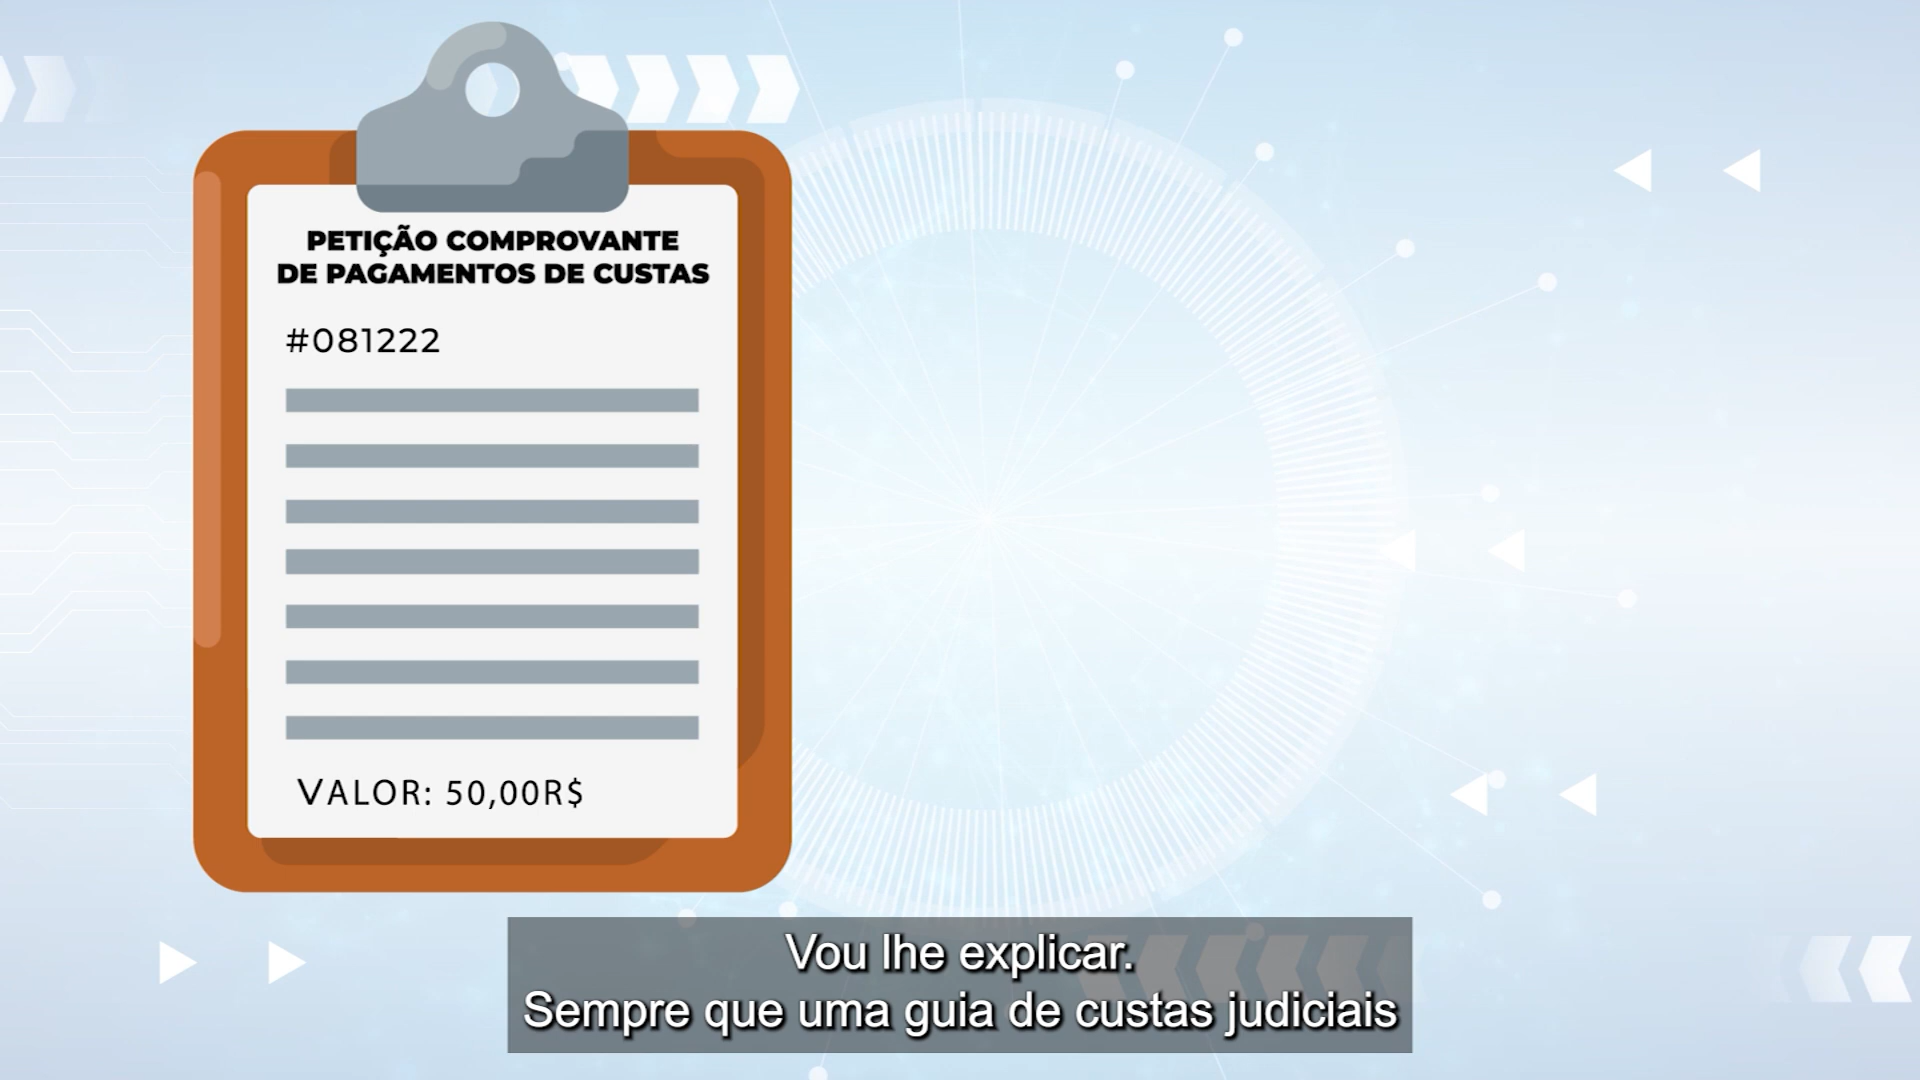 PETIÇÃO COMPROVANTE
DE PAGAMENTOS DE CUSTAS
#081222
VALOR: 50,00R$
Vou lhe explicar.
Sempre que uma guia de custas judiciais